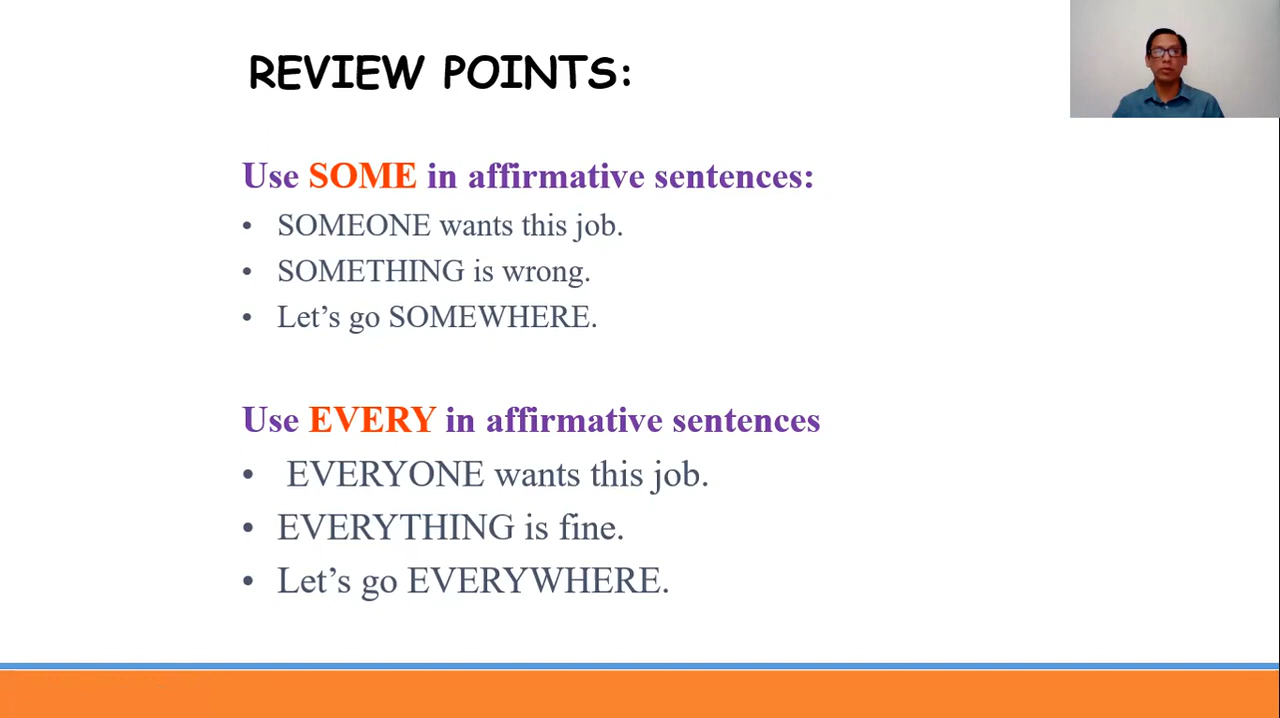 REVIEW POINTS:
Use SOME in affirmative sentences:
• SOMEONE wants this job.
• SOMETHING is wrong.
• Let’s go SOMEWHERE.
Use EVERY in affirmative sentences
• EVERYONE wants this job.
• EVERYTHING is fine.
• Let’s go EVERYWHERE.